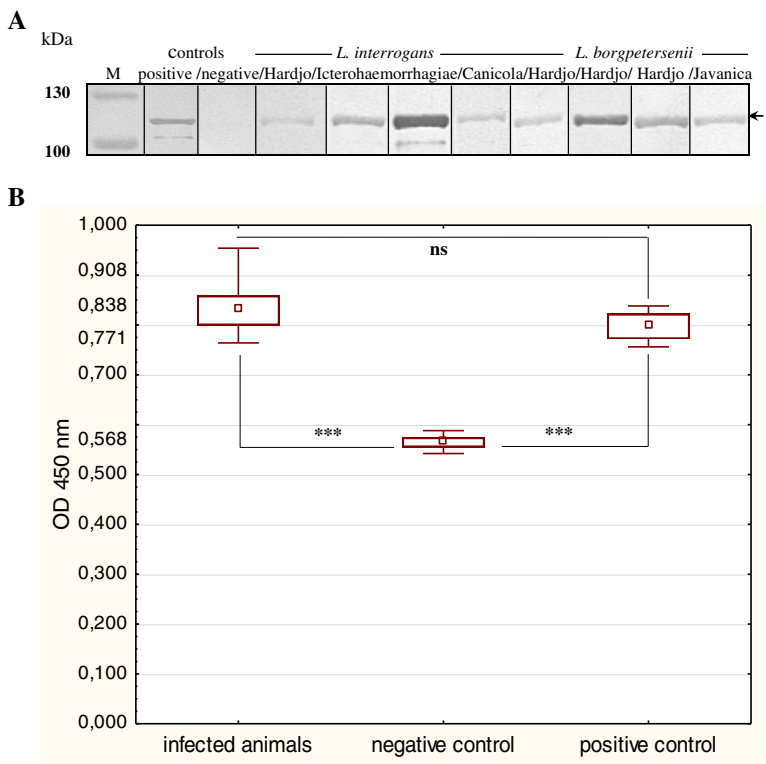 A
kDa
controls
L. interrogans
L. borgpetersenii
M positive /negative/Hardjo/Icterohaemorrhagiae/Canicola/Hardjo/Hardjo/ Hardjo /Javanica
130
100
B
1,000
ns
0,908
0,838
0,771
0,700
*** ***
0,568
0,500
0,400
0,300
0,200
0,100
0,000
OD 450 nm
infected animals negative control positive control